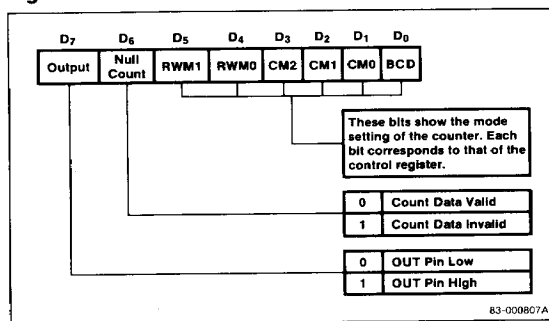 D7 D6 D5 D4 D3 D2 D1 D0
Output Null Count RWM1 RWM0 CM2 CM1 CM0 BCD
These bits show the mode
setting of the counter. Each
bit corresponds to that of the
control register.
0 Count Data Valid
1 Count Data Invalid
0 OUT Pin Low
1 OUT Pin High
83-000807A